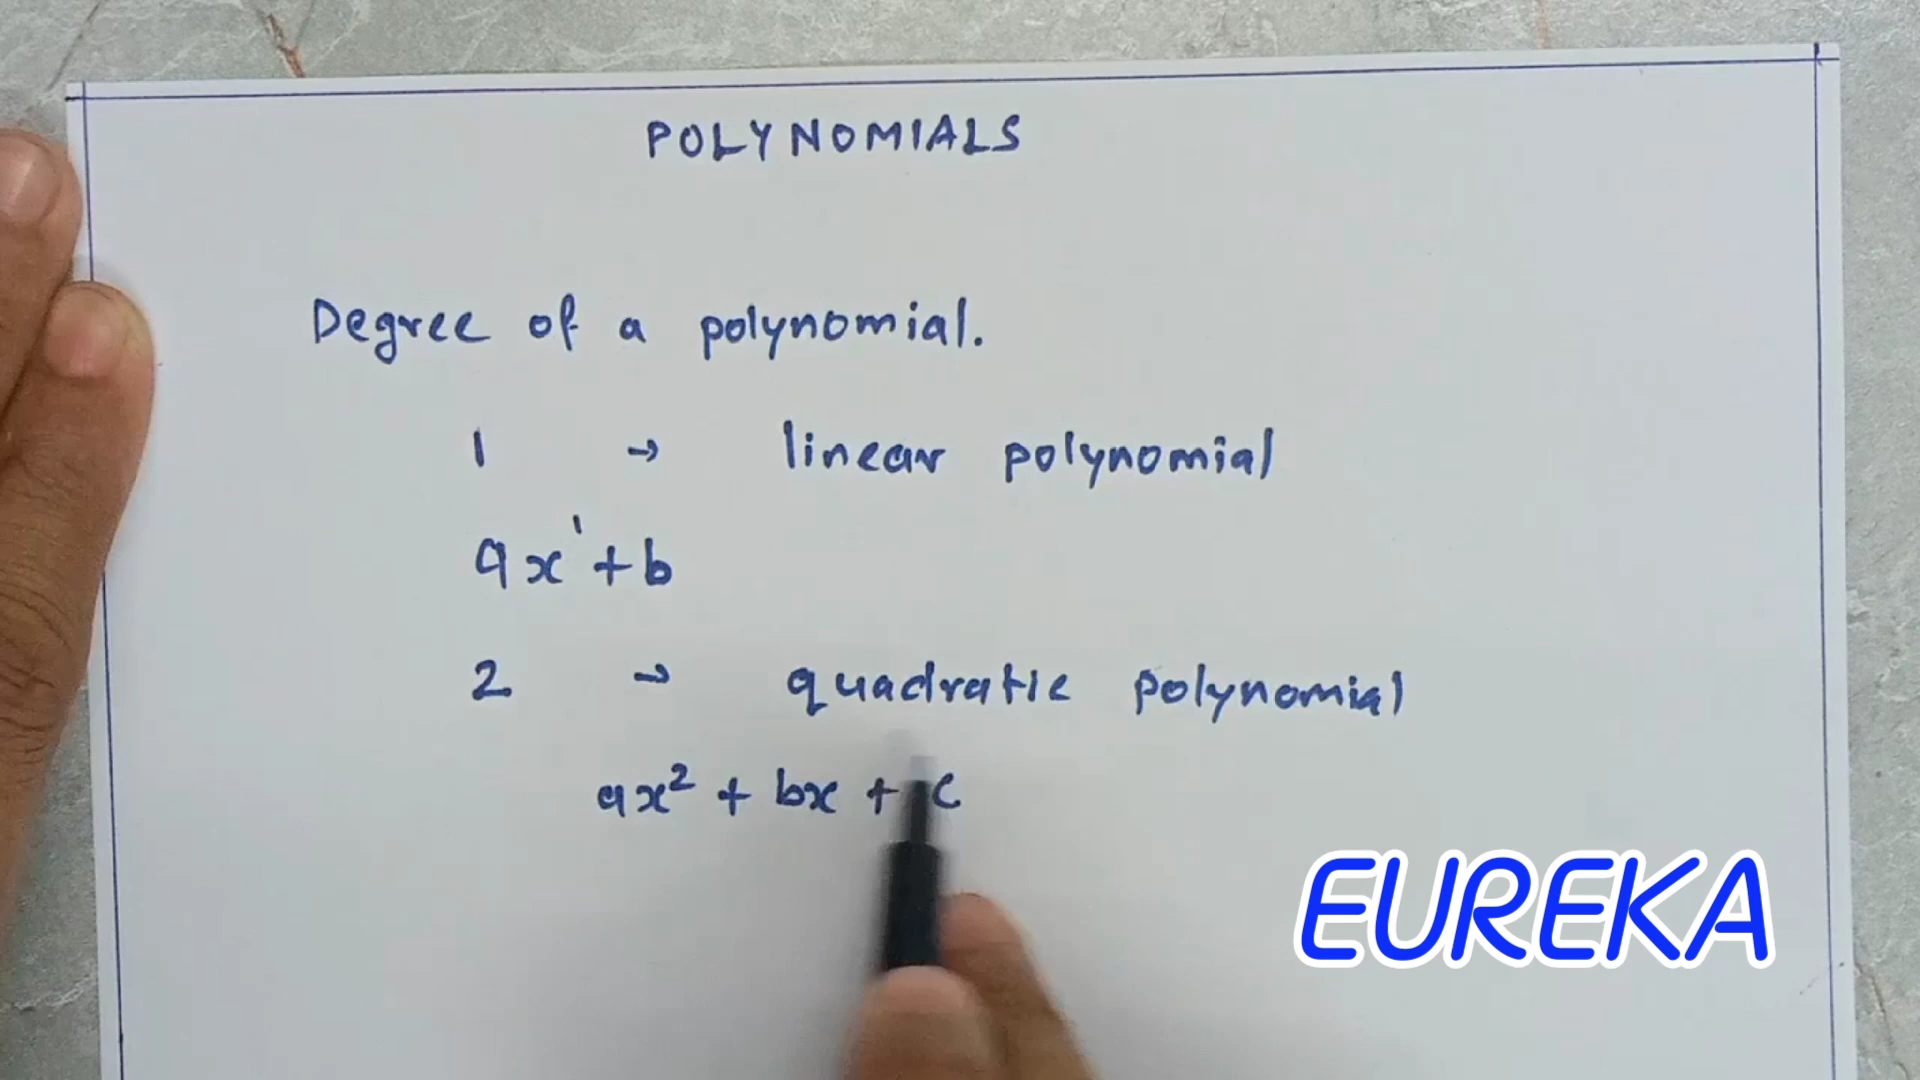 POLYNOMIALS
Degree of a polynomial.
1 → linear polynomial
ax¹ + b
2 → quadratic polynomial
ax² + bx + c
EUREKA